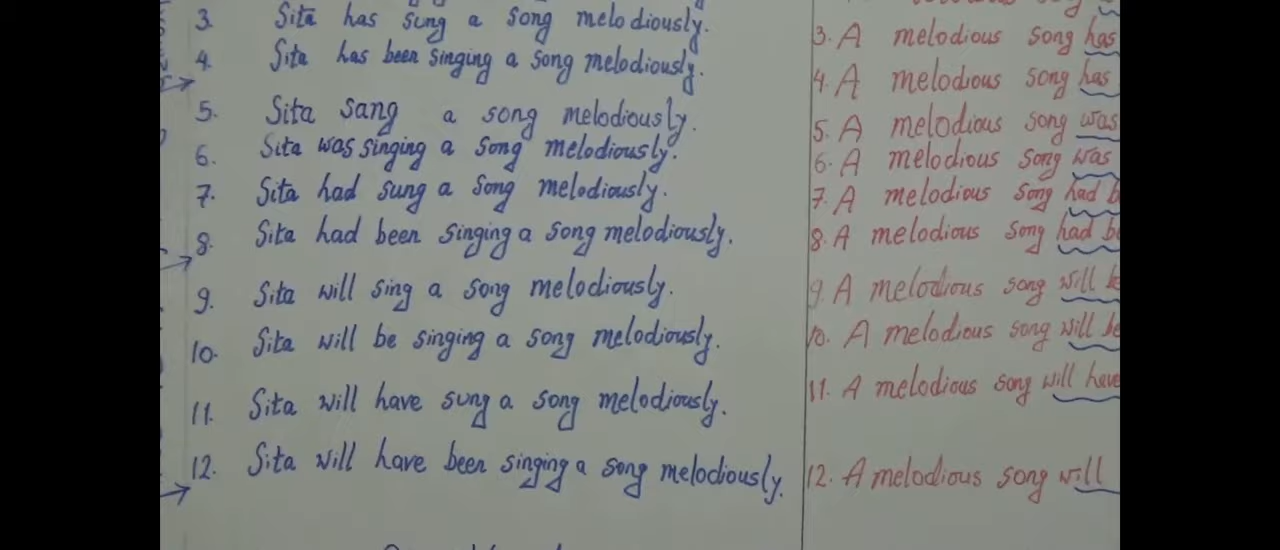 3. Sita has sung a song melodiously.
4. Sita has been singing a song melodiously.
5. Sita sang a song melodiously.
6. Sita was singing a song melodiously.
7. Sita had sung a song melodiously.
8. Sita had been singing a song melodiously.
9. Sita will sing a song melodiously.
10. Sita will be singing a song melodiously.
11. Sita will have sung a song melodiously.
12. Sita will have been singing a song melodiously.
3. A melodious song has
4. A melodious song has
5. A melodious song was
6. A melodious song was
7. A melodious song had b
8. A melodious song had be
9. A melodious song will be
10. A melodious song will be
11. A melodious song will have
12. A melodious song will